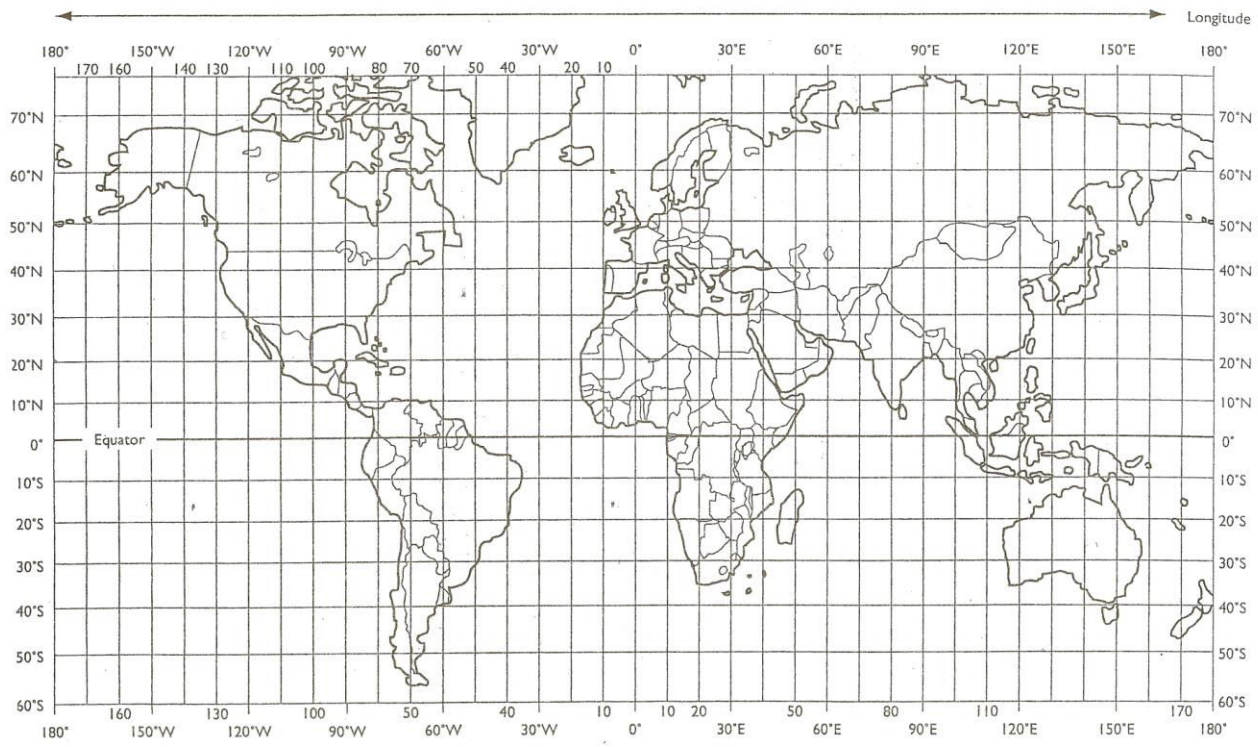 Longitude
180° 150°W 120°W 90°W 60°W 30°W 0° 30°E 60°E 90°E 120°E 150°E 180°
170 160 140 130 110 100 80 70 50 40 20 10
70°N 70°N
60°N 60°N
50°N 50°N
40°N 40°N
30°N 30°N
20°N 20°N
10°N 10°N
0° Equator 0°
10°S 10°S
20°S 20°S
30°S 30°S
40°S 40°S
50°S 50°S
60°S 60°S
160 130 100 50 40 10 10 20 50 80 110 140 170
180° 150°W 120°W 90°W 60°W 30°W 0° 30°E 60°E 90°E 120°E 150°E 180°